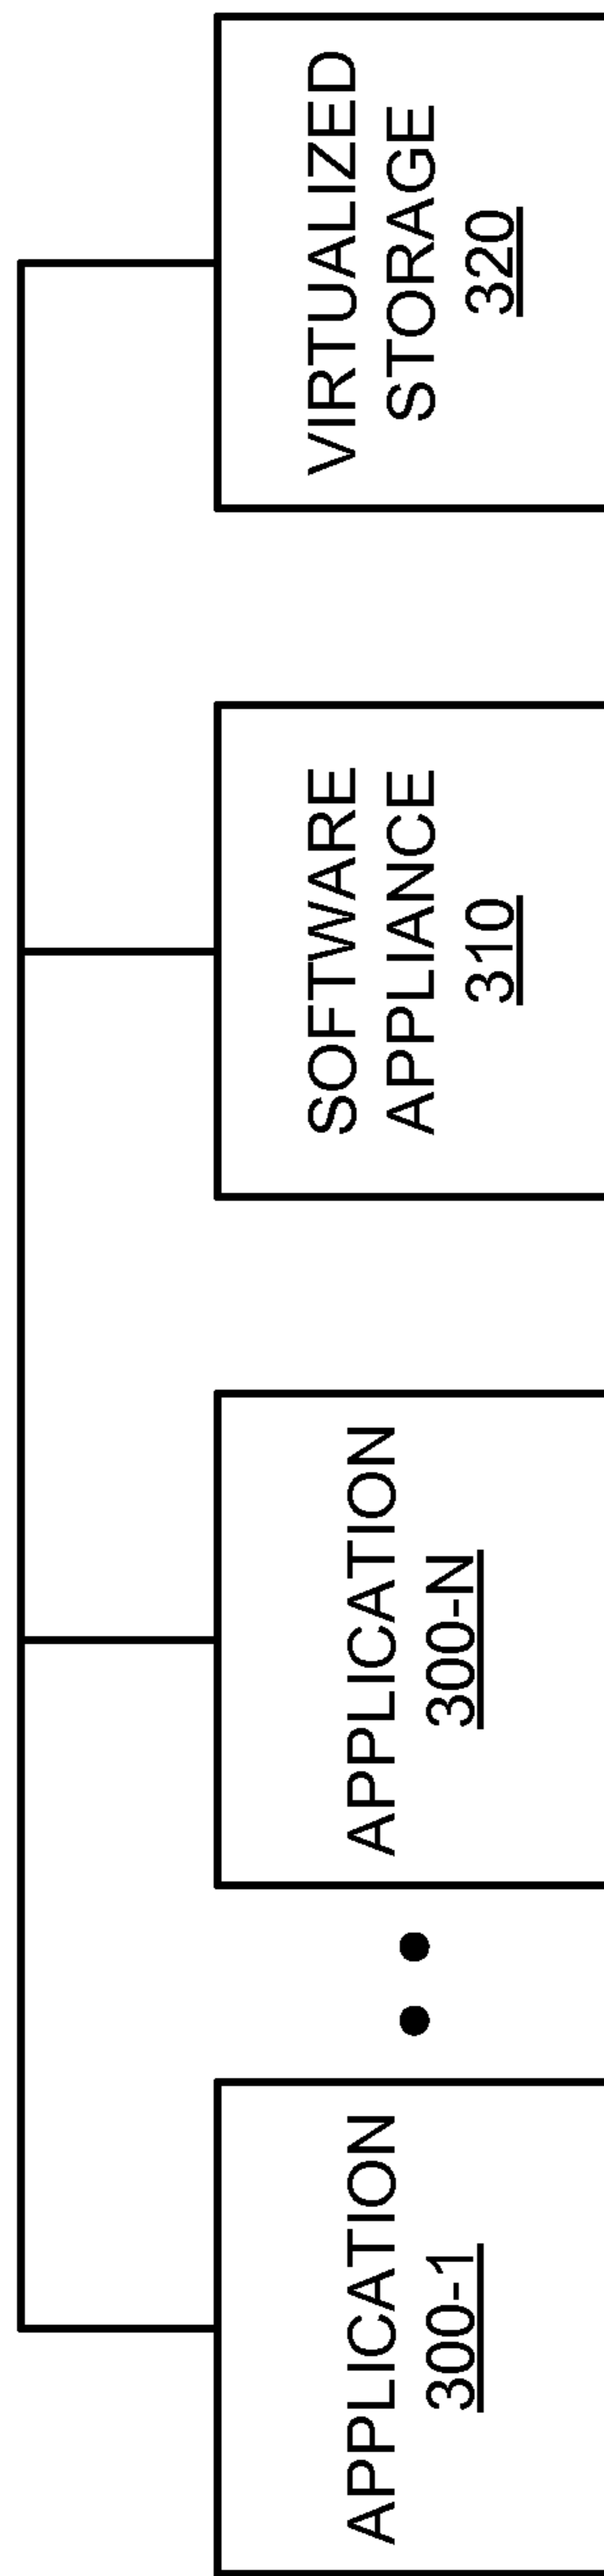 APPLICATION
300-1
APPLICATION
300-N
SOFTWARE
APPLIANCE
310
VIRTUALIZED
STORAGE
320